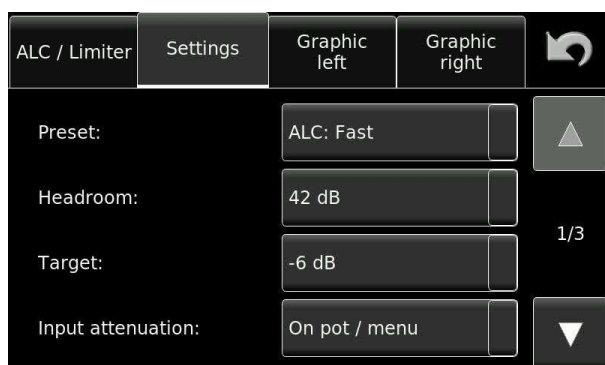 ALC / Limiter
Settings
Graphic
left
Graphic
right
Preset:
ALC: Fast
Headroom:
42 dB
1/3
Target:
-6 dB
Input attenuation:
On pot / menu